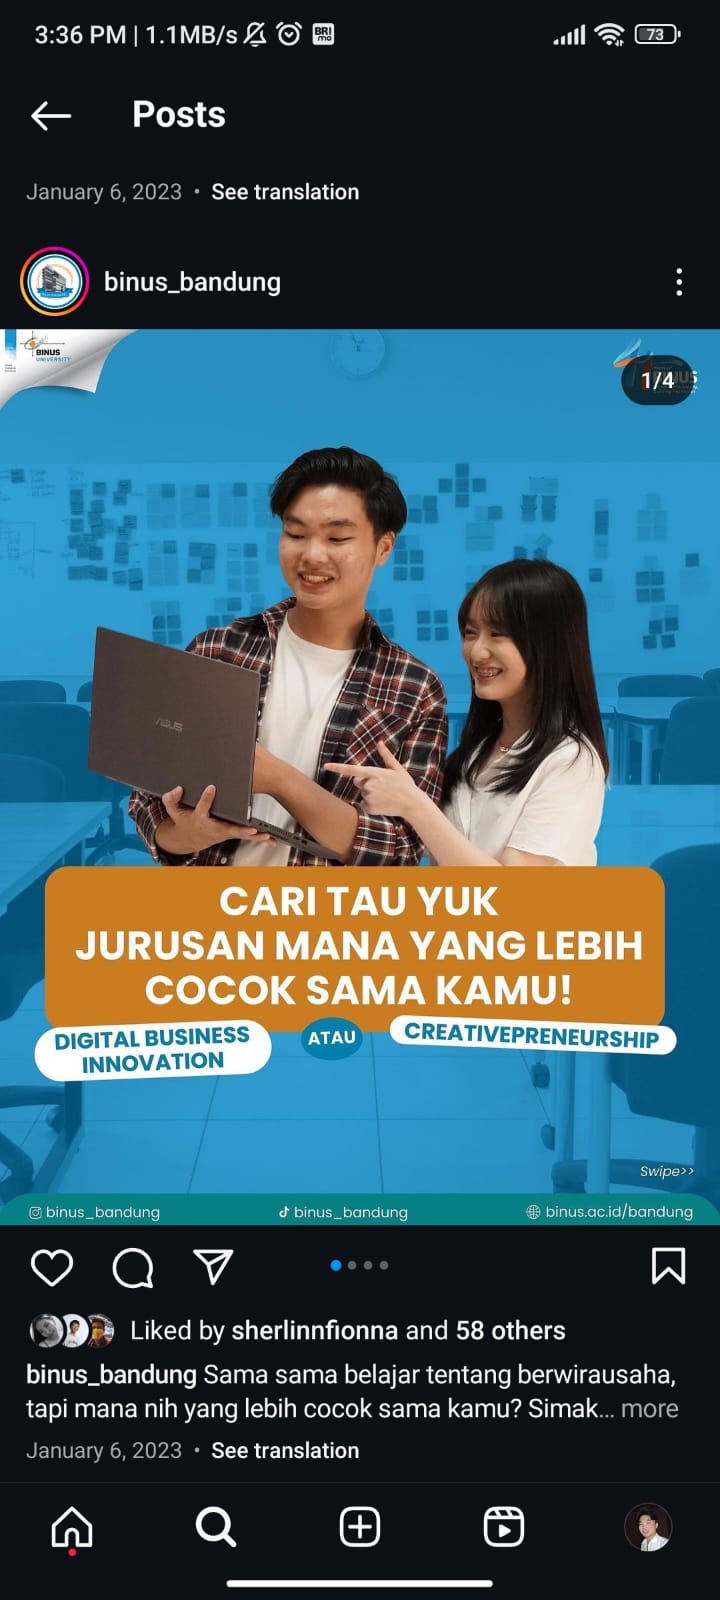 3:36 PM | 1.1MB/s BRI mo 73
Posts
January 6, 2023 • See translation
binus_bandung
BINUS
UNIVERSITY
1/4
ASUS
CARI TAU YUK
JURUSAN MANA YANG LEBIH
COCOK SAMA KAMU!
DIGITAL BUSINESS
INNOVATION
ATAU
CREATIVEPRENEURSHIP
Swipe>>
binus_bandung binus_bandung binus.ac.id/bandung
Liked by sherlinnfionna and 58 others
binus_bandung Sama sama belajar tentang berwirausaha,
tapi mana nih yang lebih cocok sama kamu? Simak... more
January 6, 2023 • See translation